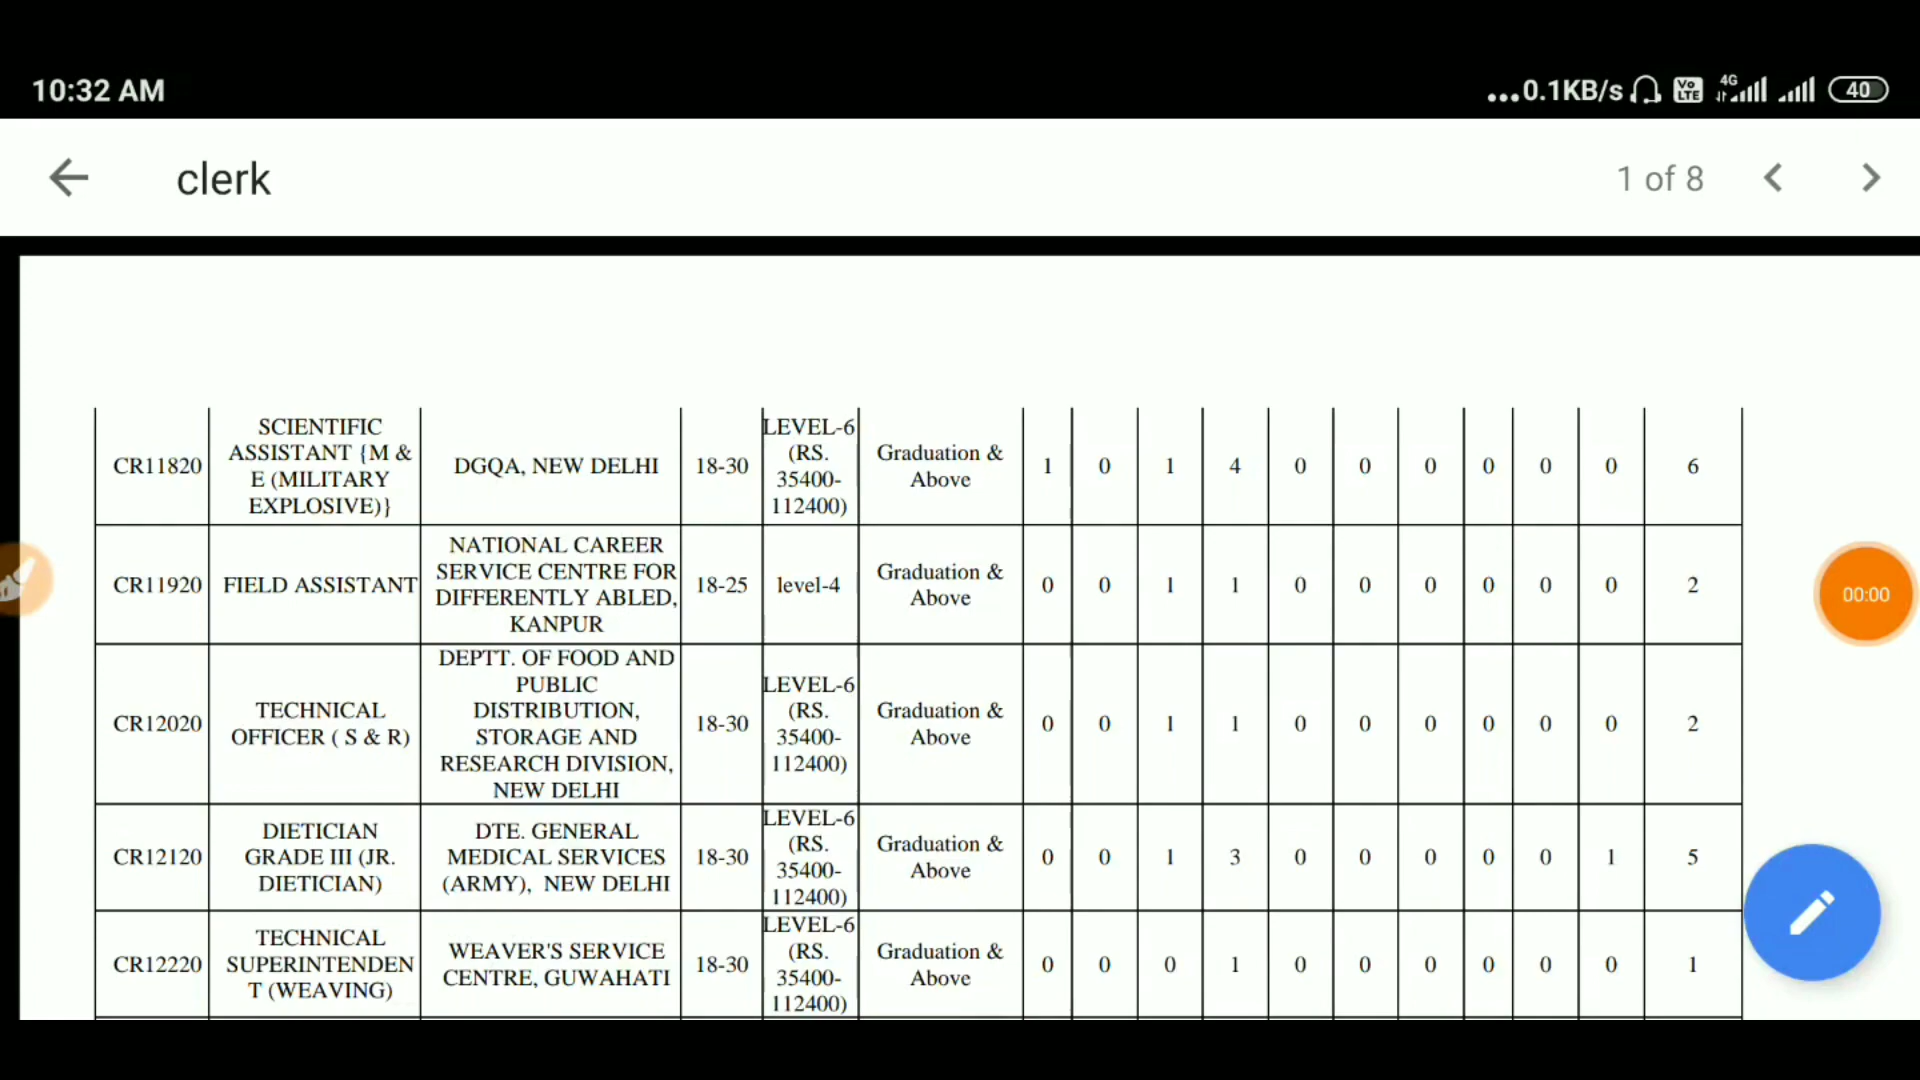 10:32 AM
...0.1KB/s Vo LTE 4G 40
clerk
1 of 8
SCIENTIFIC
ASSISTANT {M &
E (MILITARY
EXPLOSIVE)}
CR11820
DGQA, NEW DELHI
18-30
LEVEL-6
(RS.
35400-
112400)
Graduation &
Above
1 0 1 4 0 0 0 0 0 0 6
CR11920
FIELD ASSISTANT
NATIONAL CAREER
SERVICE CENTRE FOR
DIFFERENTLY ABLED,
KANPUR
18-25
level-4
Graduation &
Above
0 0 1 1 0 0 0 0 0 0 2
00:00
CR12020
TECHNICAL
OFFICER ( S & R)
DEPTT. OF FOOD AND
PUBLIC
DISTRIBUTION,
STORAGE AND
RESEARCH DIVISION,
NEW DELHI
18-30
LEVEL-6
(RS.
35400-
112400)
Graduation &
Above
0 0 1 1 0 0 0 0 0 0 2
CR12120
DIETICIAN
GRADE III (JR.
DIETICIAN)
DTE. GENERAL
MEDICAL SERVICES
(ARMY), NEW DELHI
18-30
LEVEL-6
(RS.
35400-
112400)
Graduation &
Above
0 0 1 3 0 0 0 0 0 1 5
CR12220
TECHNICAL
SUPERINTENDEN
T (WEAVING)
WEAVER'S SERVICE
CENTRE, GUWAHATI
18-30
LEVEL-6
(RS.
35400-
112400)
Graduation &
Above
0 0 0 1 0 0 0 0 0 0 1